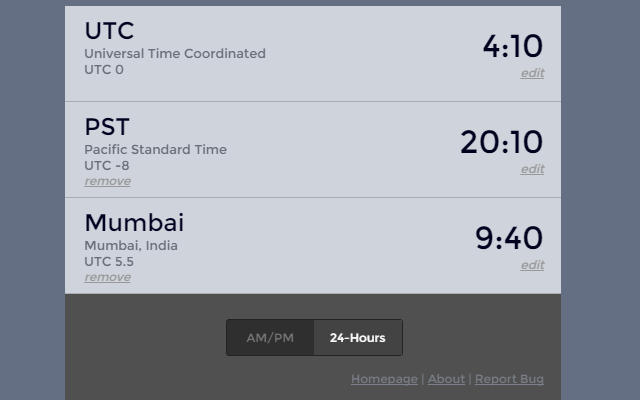 UTC
Universal Time Coordinated
UTC 0
4:10
edit
PST
Pacific Standard Time
UTC -8
remove
20:10
edit
Mumbai
Mumbai, India
UTC 5.5
remove
9:40
edit
AM/PM 24-Hours
Homepage | About | Report Bug